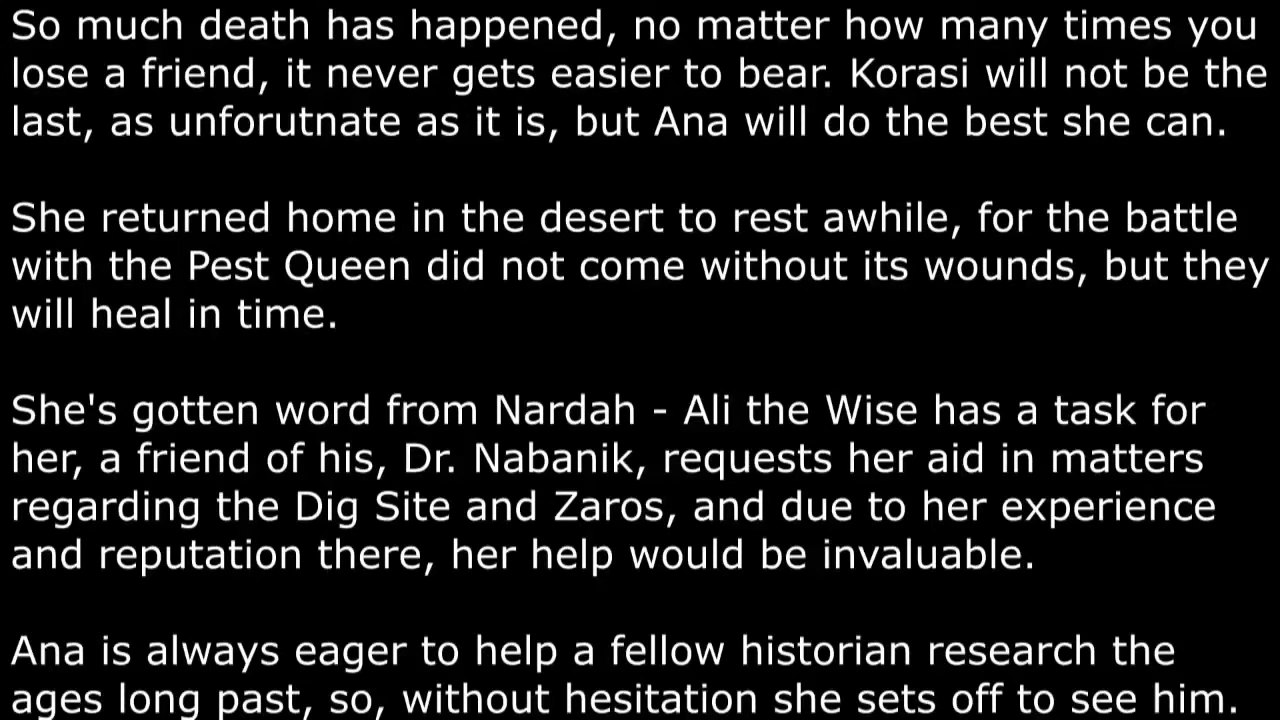 So much death has happened, no matter how many times you
lose a friend, it never gets easier to bear. Korasi will not be the
last, as unforutnate as it is, but Ana will do the best she can.
She returned home in the desert to rest awhile, for the battle
with the Pest Queen did not come without its wounds, but they
will heal in time.
She's gotten word from Nardah - Ali the Wise has a task for
her, a friend of his, Dr. Nabanik, requests her aid in matters
regarding the Dig Site and Zaros, and due to her experience
and reputation there, her help would be invaluable.
Ana is always eager to help a fellow historian research the
ages long past, so, without hesitation she sets off to see him.